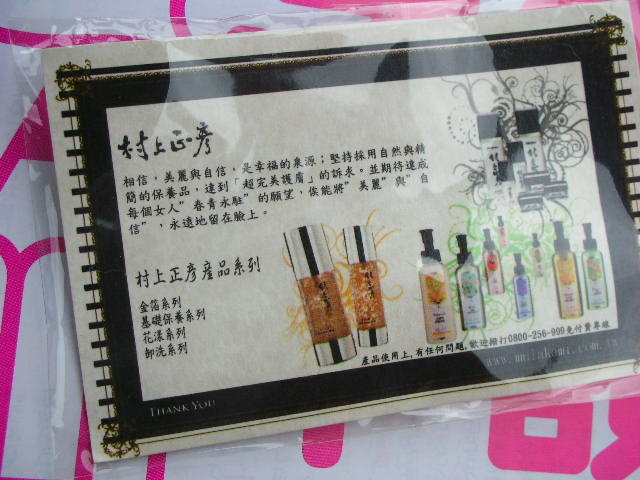 村上正彥
相信，美麗與自信，是幸福的泉源；堅持採用自然與精
簡的保養品，達到「超完美護膚」的訴求。並期待達成
每個女人"春青永駐"的願望，俟能將"美麗"與"自
信"，永遠地留在臉上。
村上正彥產品系列
金箔系列
基礎保養系列
花漾系列
卸洗系列
產品使用上,有任何問題,歡迎撥打0800-256-999免付費專線
THANK YOU